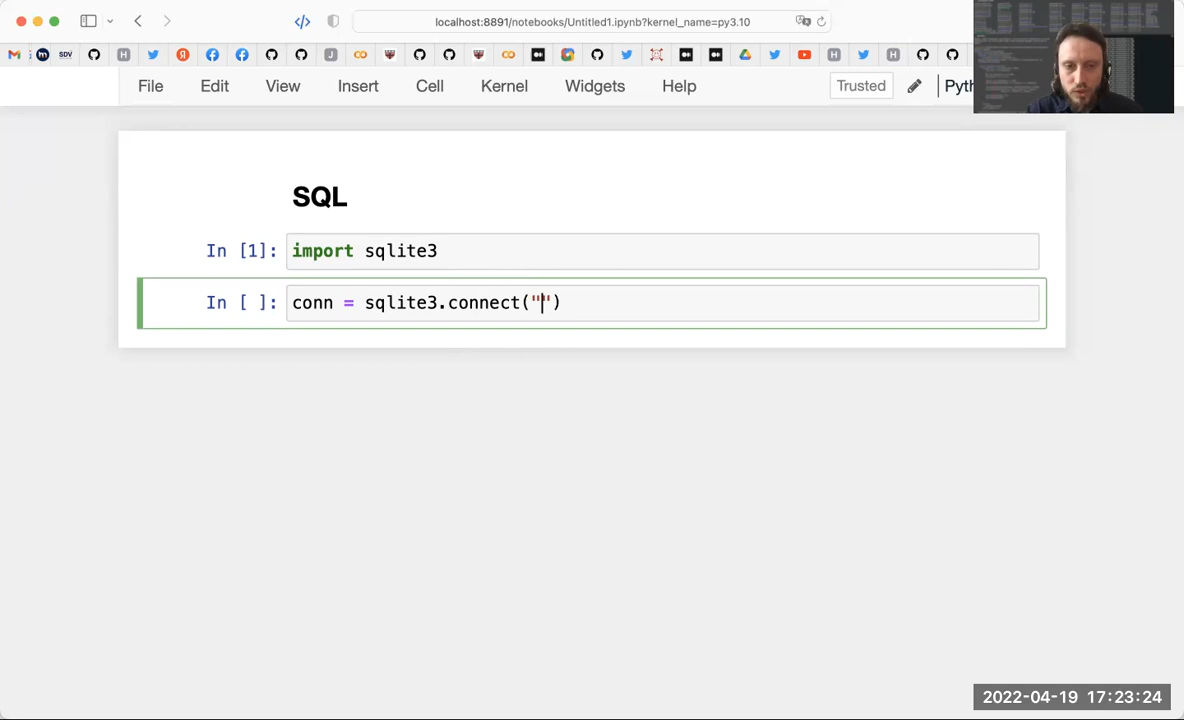 localhost:8891/notebooks/Untitled1.ipynb?kernel_name=py3.10
File Edit View Insert Cell Kernel Widgets Help Trusted Pyth
SQL
In [1]: import sqlite3
In [ ]: conn = sqlite3.connect("")
2022-04-19 17:23:24